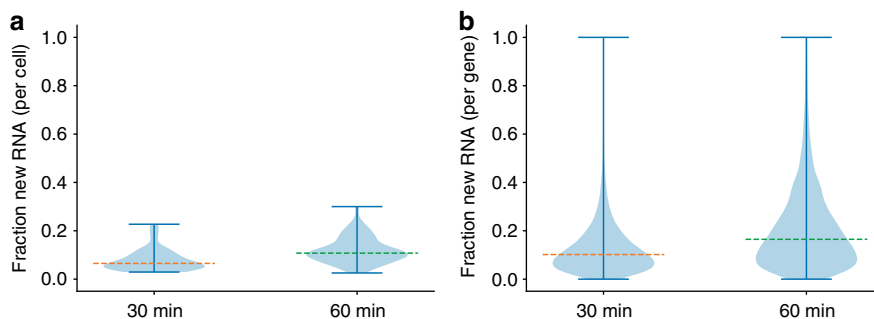 a
Fraction new RNA (per cell)
1.0
0.8
0.6
0.4
0.2
0.0
30 min
60 min
b
Fraction new RNA (per gene)
1.0
0.8
0.6
0.4
0.2
0.0
30 min
60 min